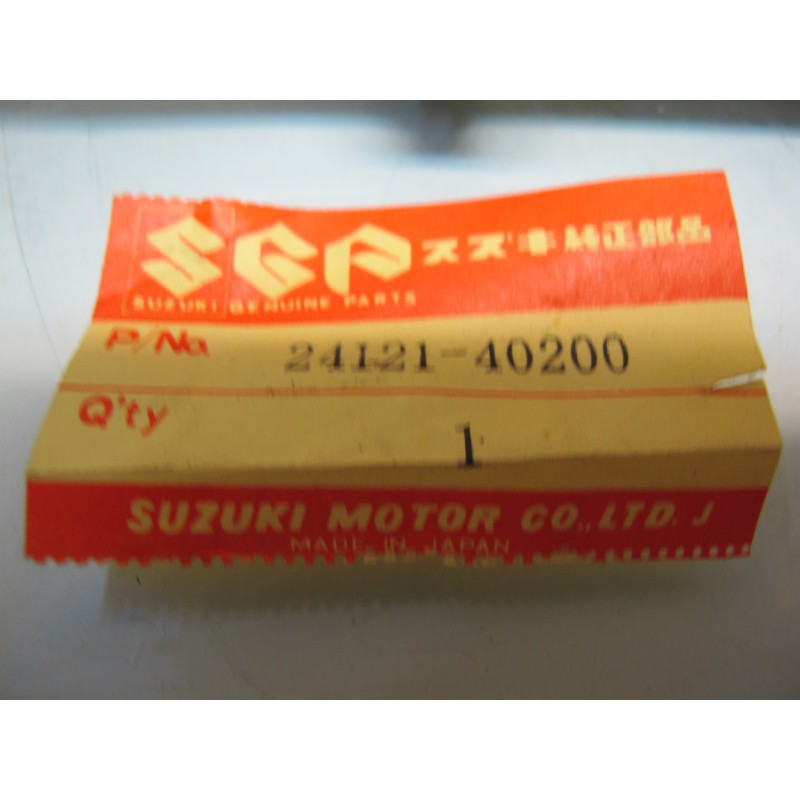 SGP スズキ純正部品
SUZUKI GENUINE PARTS
P/No. 24121-40200
Q'ty 1
SUZUKI MOTOR CO.,LTD. J
MADE IN JAPAN